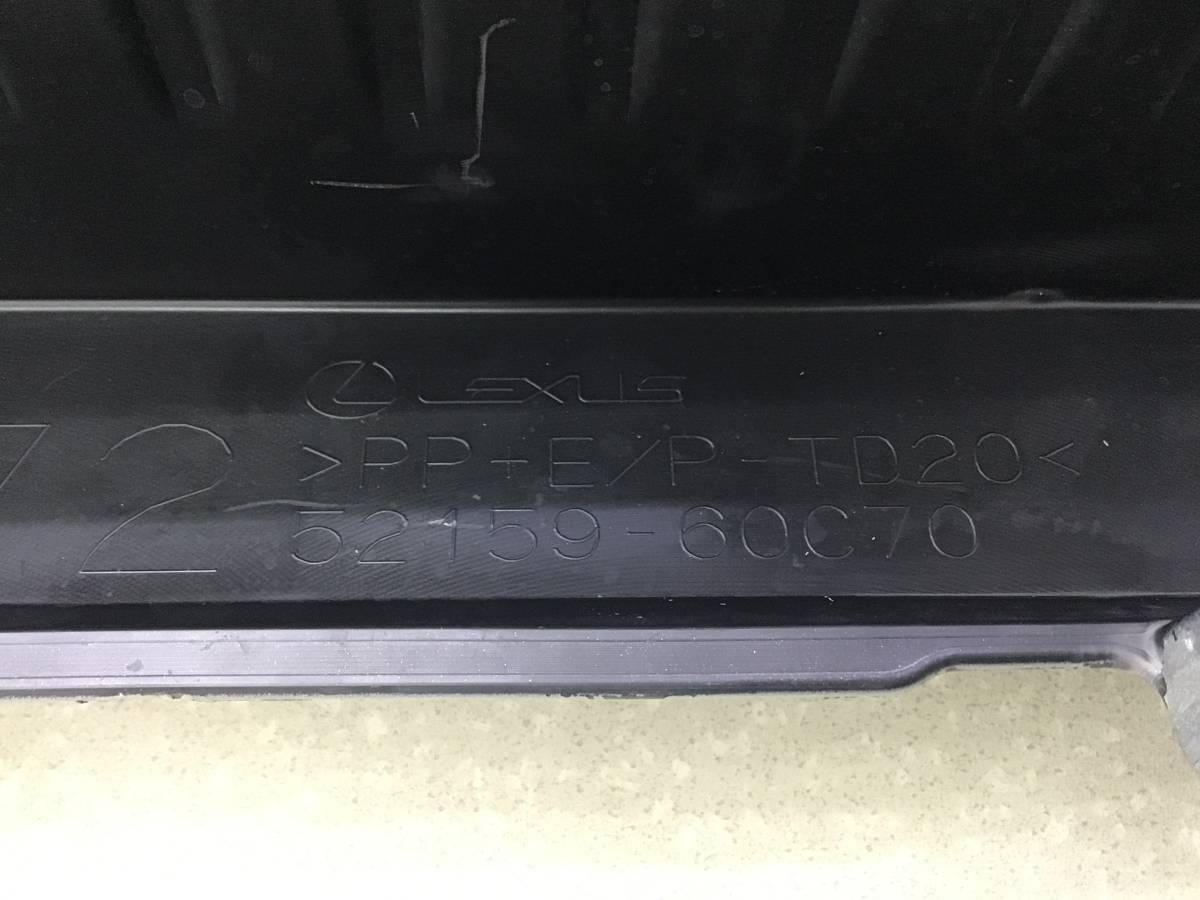 LEXUS
>PP+E/P-TD20<
72
52159-60C70